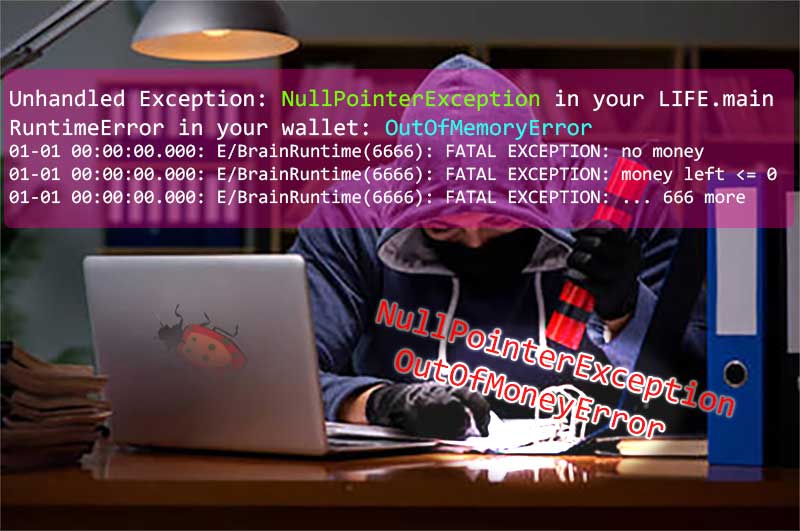 Unhandled Exception: NullPointerException in your LIFE.main
RuntimeError in your wallet: OutOfMemoryError
01-01 00:00:00.000: E/BrainRuntime(6666): FATAL EXCEPTION: no money
01-01 00:00:00.000: E/BrainRuntime(6666): FATAL EXCEPTION: money left <= 0
01-01 00:00:00.000: E/BrainRuntime(6666): FATAL EXCEPTION: ... 666 more
NullPointerException
OutOfMoneyError